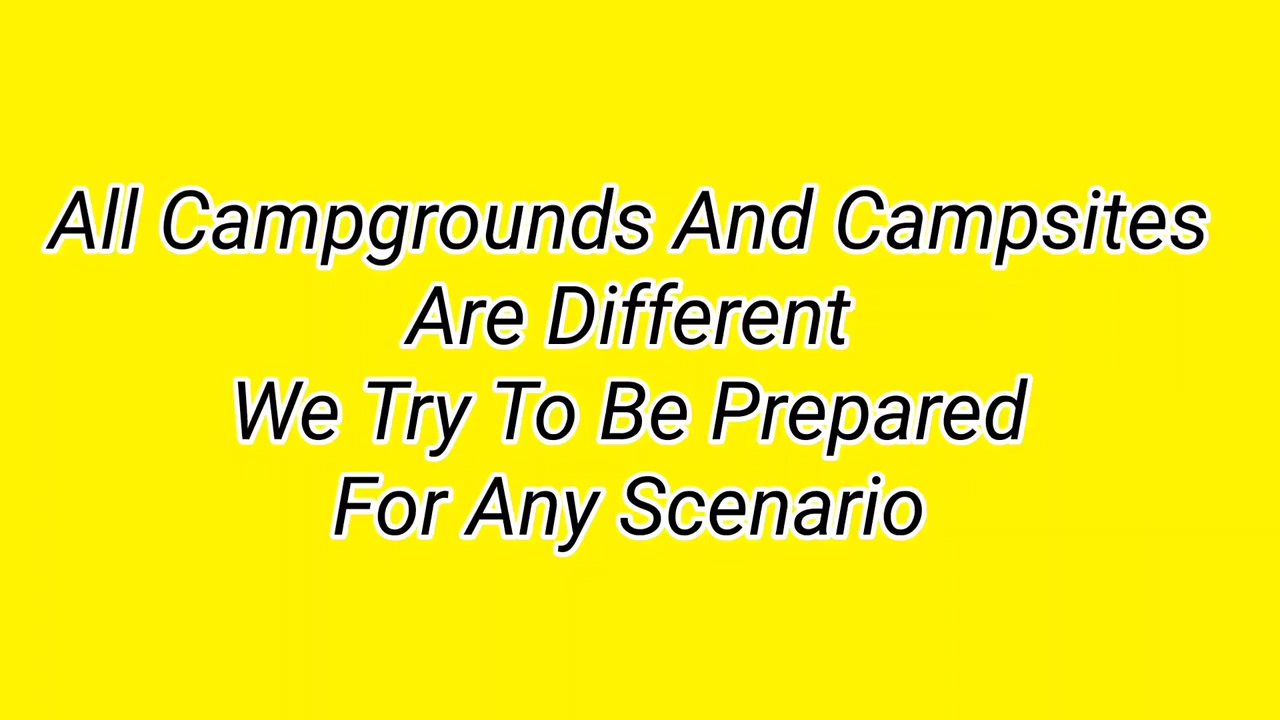 All Campgrounds And Campsites
Are Different
We Try To Be Prepared
For Any Scenario